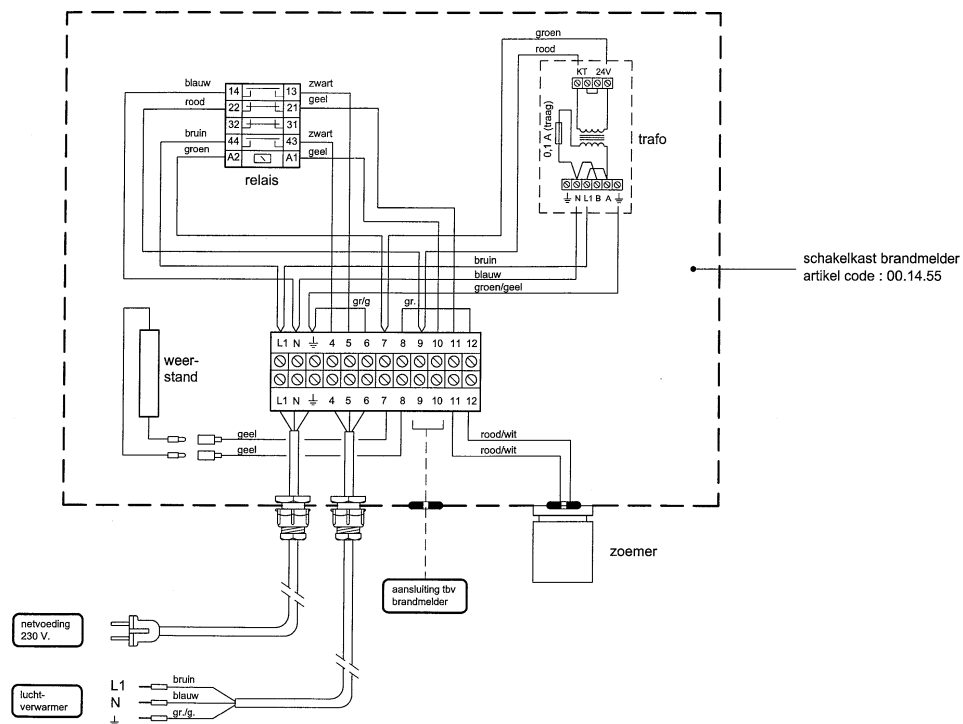 groen
rood
KT 24V
0,1 A (traag)
trafo
N L1 B A
blauw
14 13
zwart
rood
22 21
geel
32 31
bruin
44 43
zwart
groen
A2 A1
geel
relais
bruin
blauw
groen/geel
schakelkast brandmelder
artikel code : 00.14.55
gr/g
gr.
L1 N 4 5 6 7 8 9 10 11 12
weer-
stand
L1 N 4 5 6 7 8 9 10 11 12
geel
geel
rood/wit
rood/wit
zoemer
aansluiting tbv
brandmelder
netvoeding
230 V.
lucht-
verwarmer
L1 bruin
N blauw
gr./g.